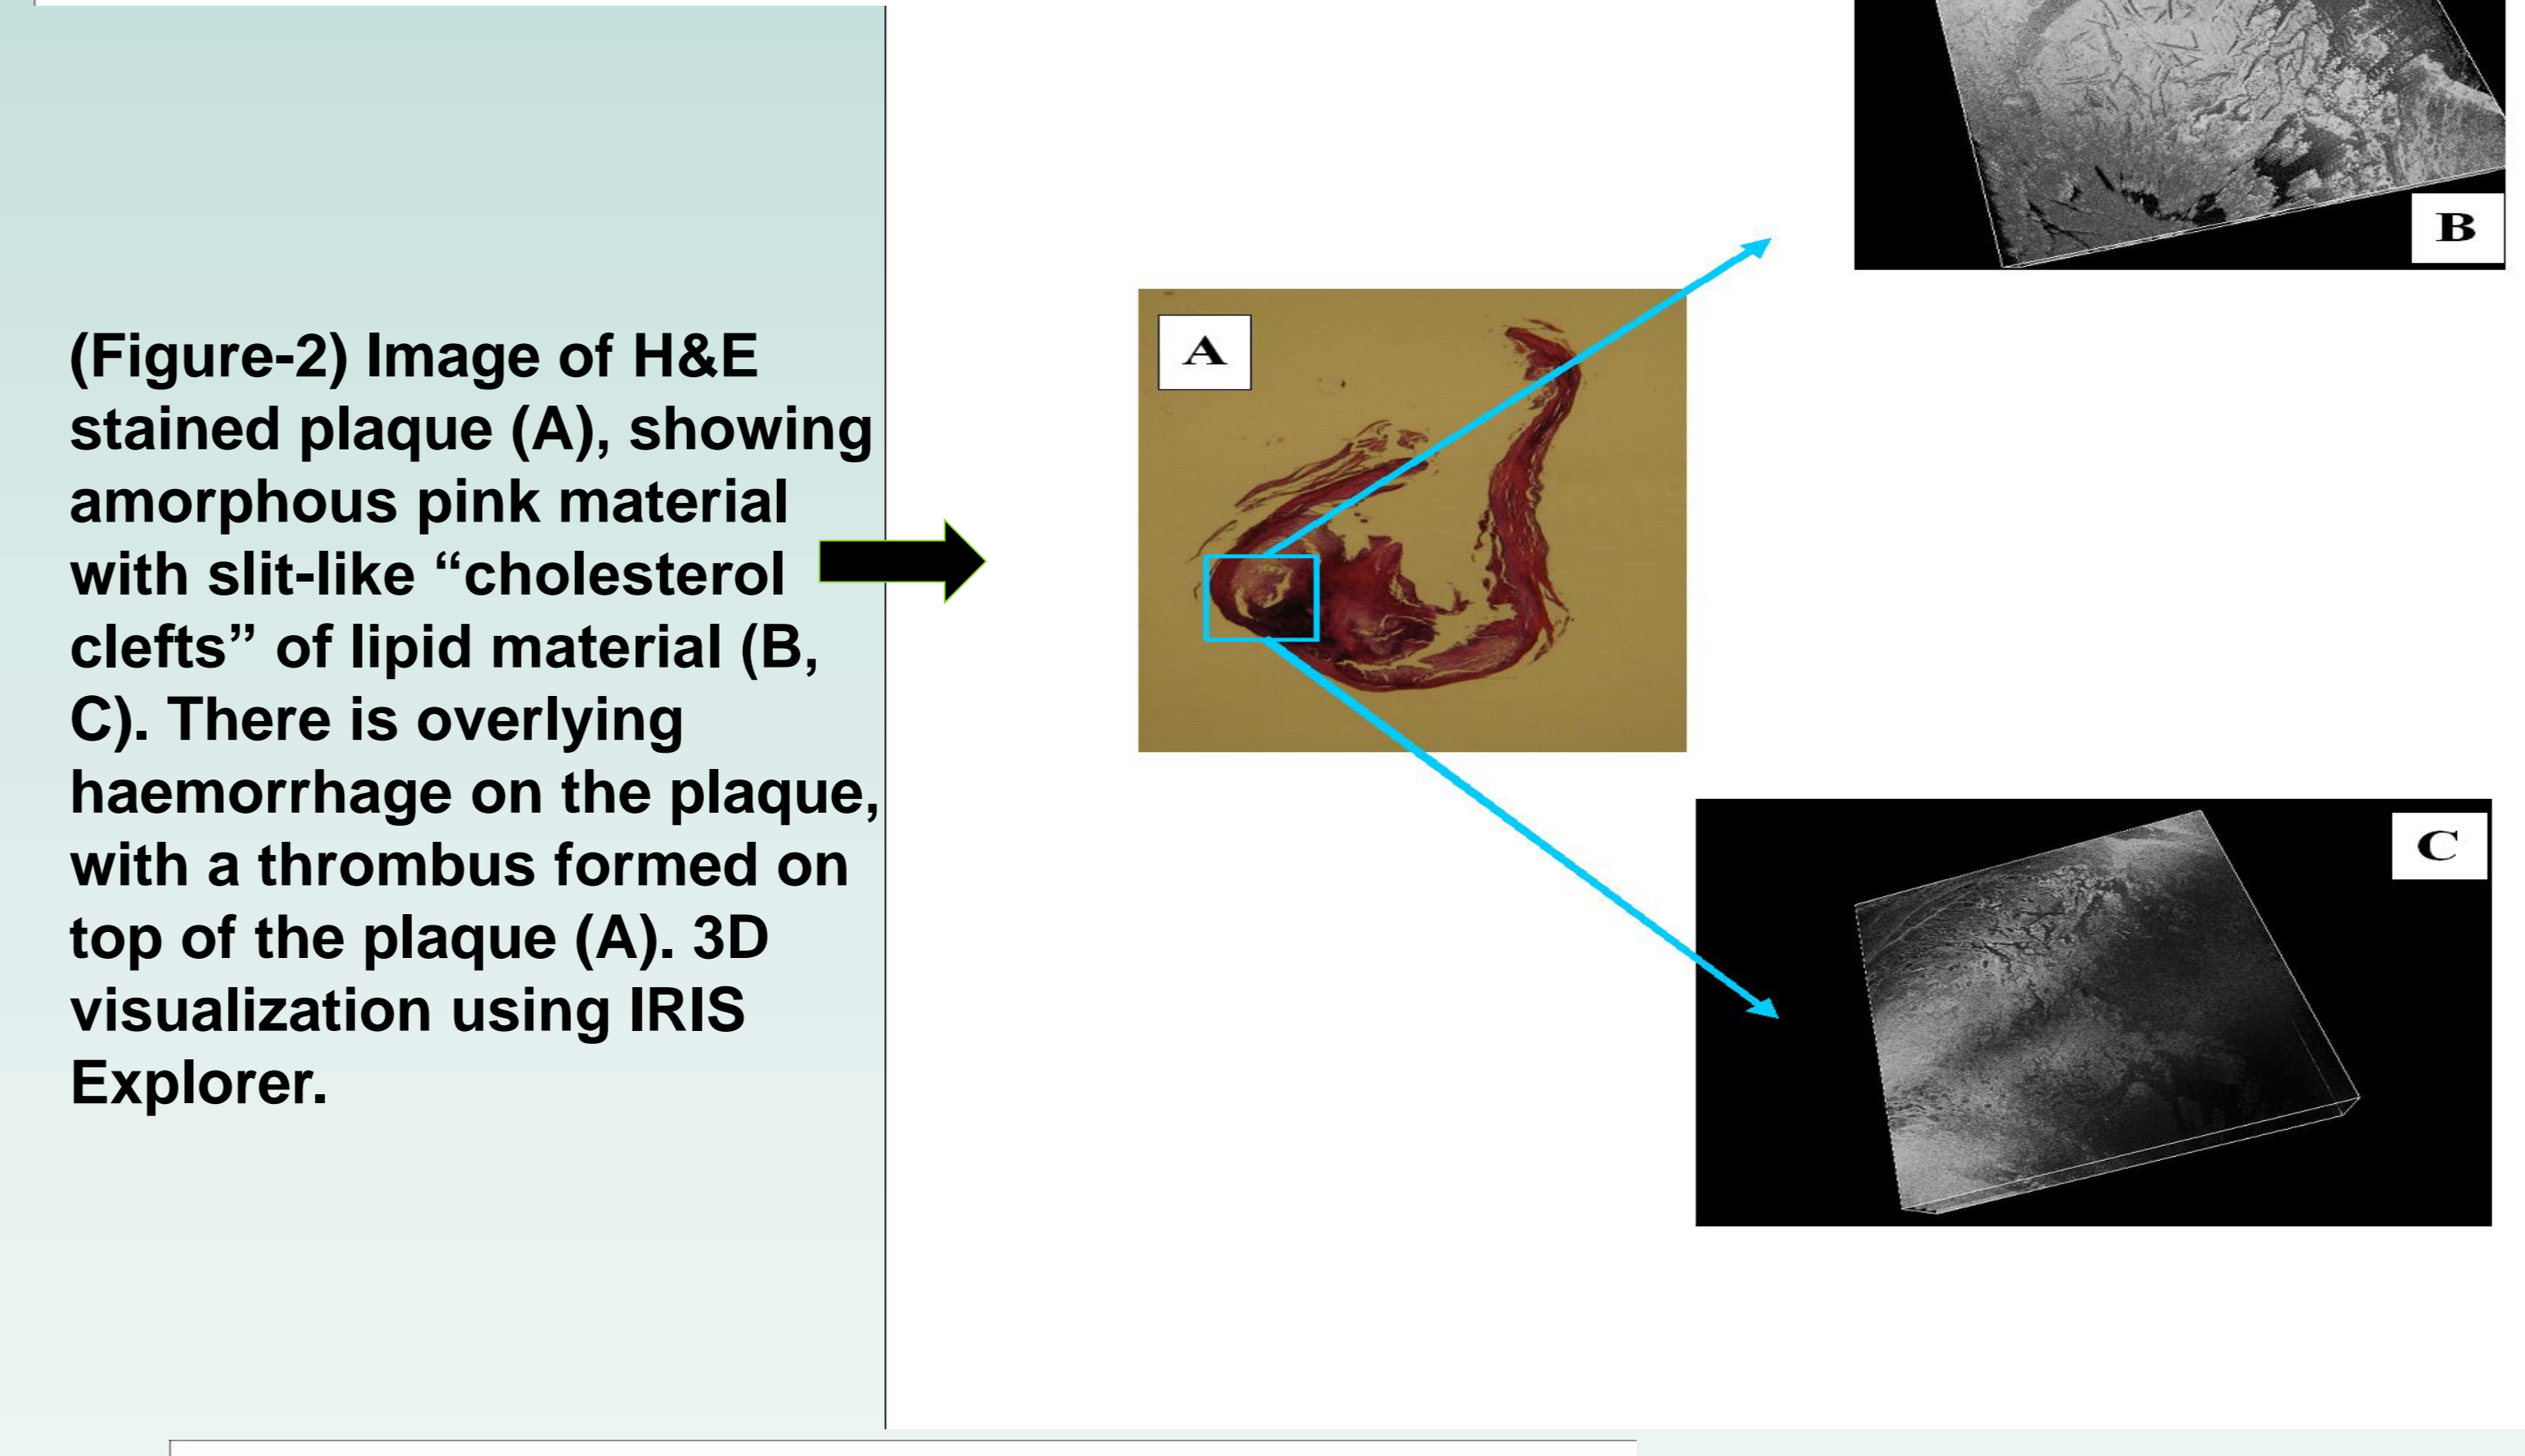 (Figure-2) Image of H&E
stained plaque (A), showing
amorphous pink material
with slit-like “cholesterol
clefts” of lipid material (B,
C). There is overlying
haemorrhage on the plaque,
with a thrombus formed on
top of the plaque (A). 3D
visualization using IRIS
Explorer.
A
B
C